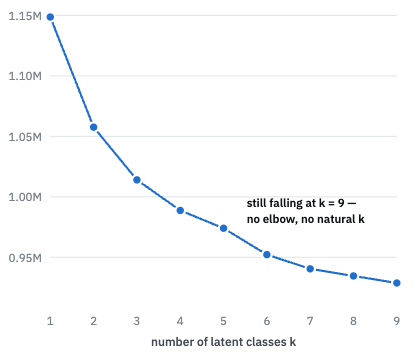 1.15M
1.10M
1.05M
1.00M
still falling at k = 9 —
no elbow, no natural k
0.95M
1 2 3 4 5 6 7 8 9
number of latent classes k